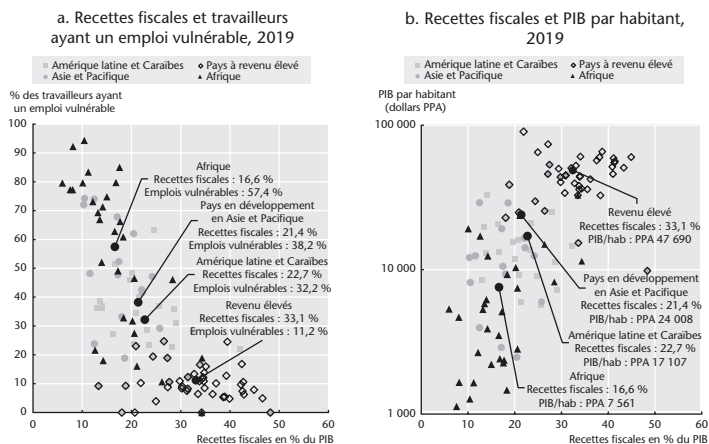 a. Recettes fiscales et travailleurs
ayant un emploi vulnérable, 2019
Amérique latine et Caraïbes
Pays à revenu élevé
Asie et Pacifique
Afrique
% des travailleurs ayant
un emploi vulnérable
100
90
80
70
60
50
40
30
20
10
0
Afrique
Recettes fiscales : 16,6 %
Emplois vulnérables : 57,4 %
Pays en développement
en Asie et Pacifique
Recettes fiscales : 21,4 %
Emplois vulnérables : 38,2 %
Amérique latine et Caraïbes
Recettes fiscales : 22,7 %
Emplois vulnérables : 32,2 %
Revenu élevés
Recettes fiscales : 33,1 %
Emplois vulnérables : 11,2 %
0 10 20 30 40 50 60
Recettes fiscales en % du PIB
b. Recettes fiscales et PIB par habitant,
2019
Amérique latine et Caraïbes
Pays à revenu élevé
Asie et Pacifique
Afrique
PIB par habitant
(dollars PPA)
100 000
10 000
1 000
Revenu élevé
Recettes fiscales : 33,1 %
PIB/hab : PPA 47 690
Pays en développement
en Asie et Pacifique
Recettes fiscales : 21,4 %
PIB/hab : PPA 24 008
Amérique latine et Caraïbes
Recettes fiscales : 22,7 %
PIB/hab : PPA 17 107
Afrique
Recettes fiscales : 16,6 %
PIB/hab : PPA 7 561
0 10 20 30 40 50 60
Recettes fiscales en % du PIB